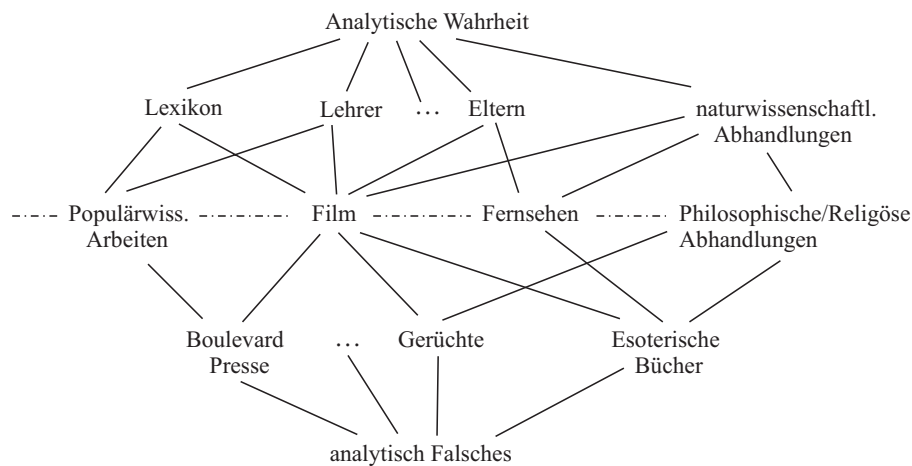 Analytische Wahrheit
Lexikon
Lehrer
...
Eltern
naturwissenschaftl.
Abhandlungen
Populärwiss.
Arbeiten
Film
Fernsehen
Philosophische/Religöse
Abhandlungen
Boulevard
Presse
...
Gerüchte
Esoterische
Bücher
analytisch Falsches